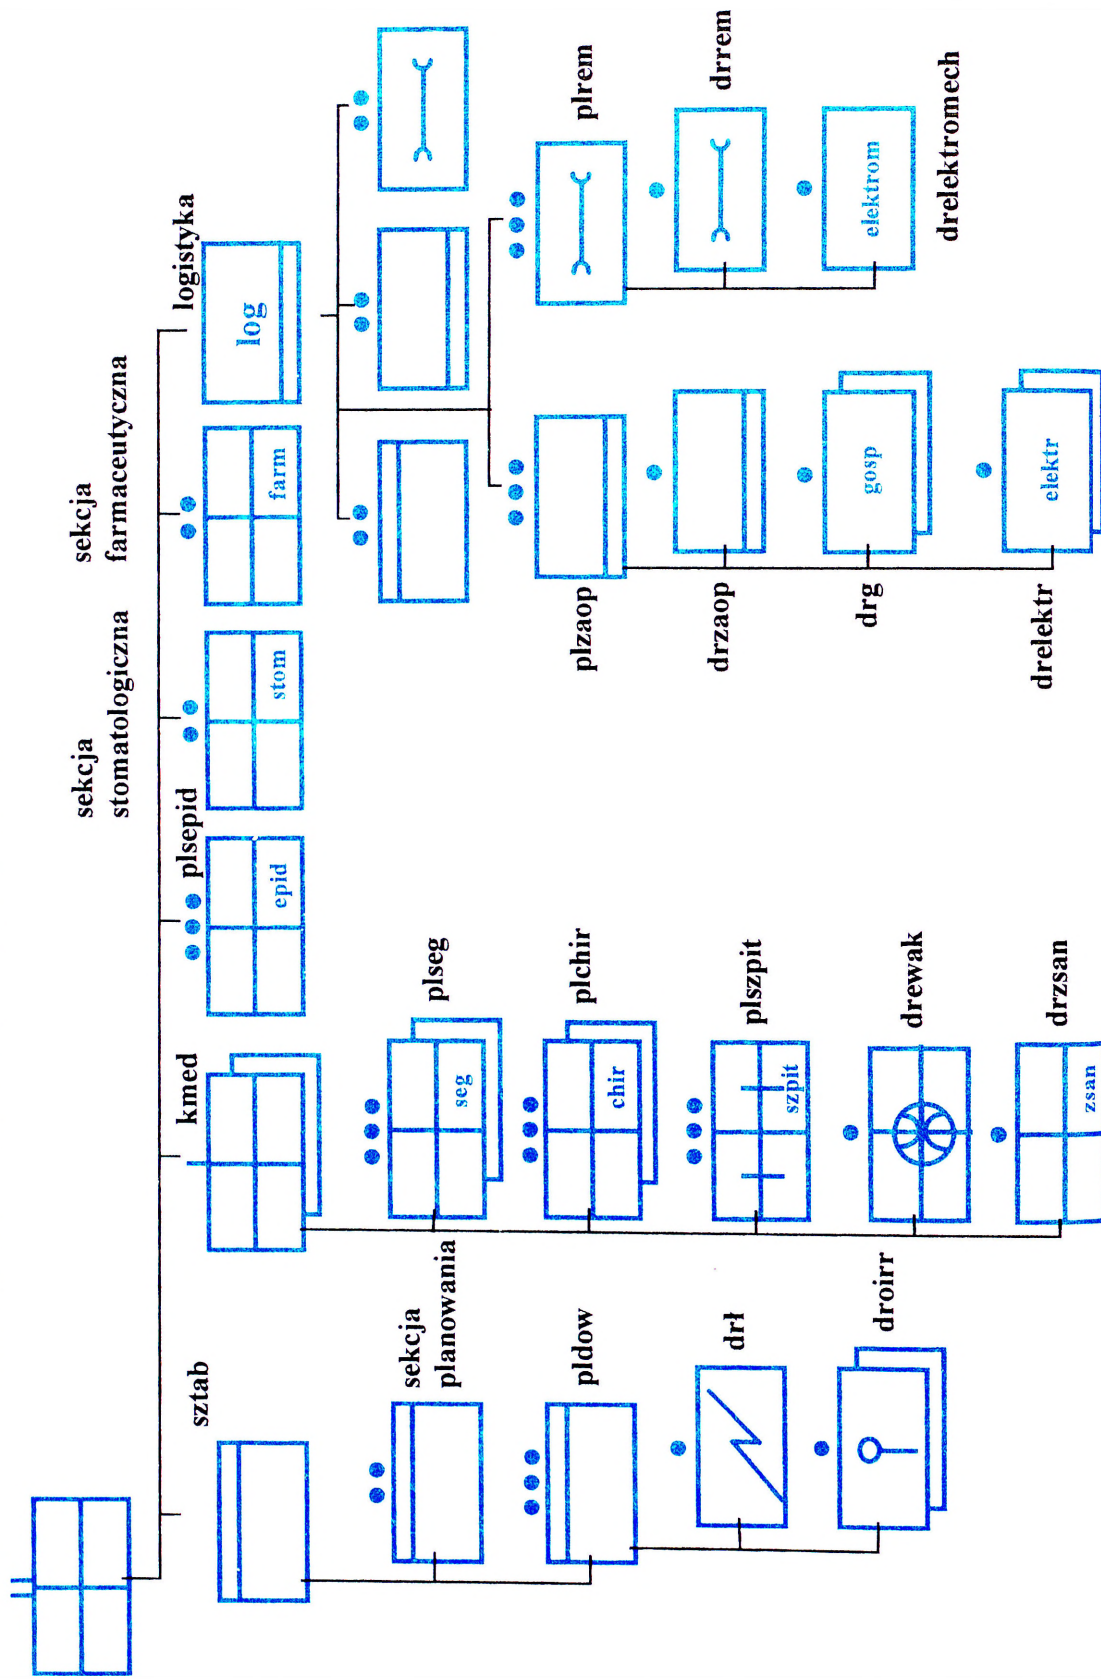 sztab
sekcja
planowania
pldow
drł
droirr
kmed
plseg
seg
plchir
chir
plszpit
szpit
drewak
drzsan
zsan
plsepid
epid
sekcja
stomatologiczna
stom
sekcja
farmaceutyczna
farm
logistyka
log
plzaop
drzaop
drg
gosp
drelektr
elektr
plrem
drrem
drelektromech
elektrom